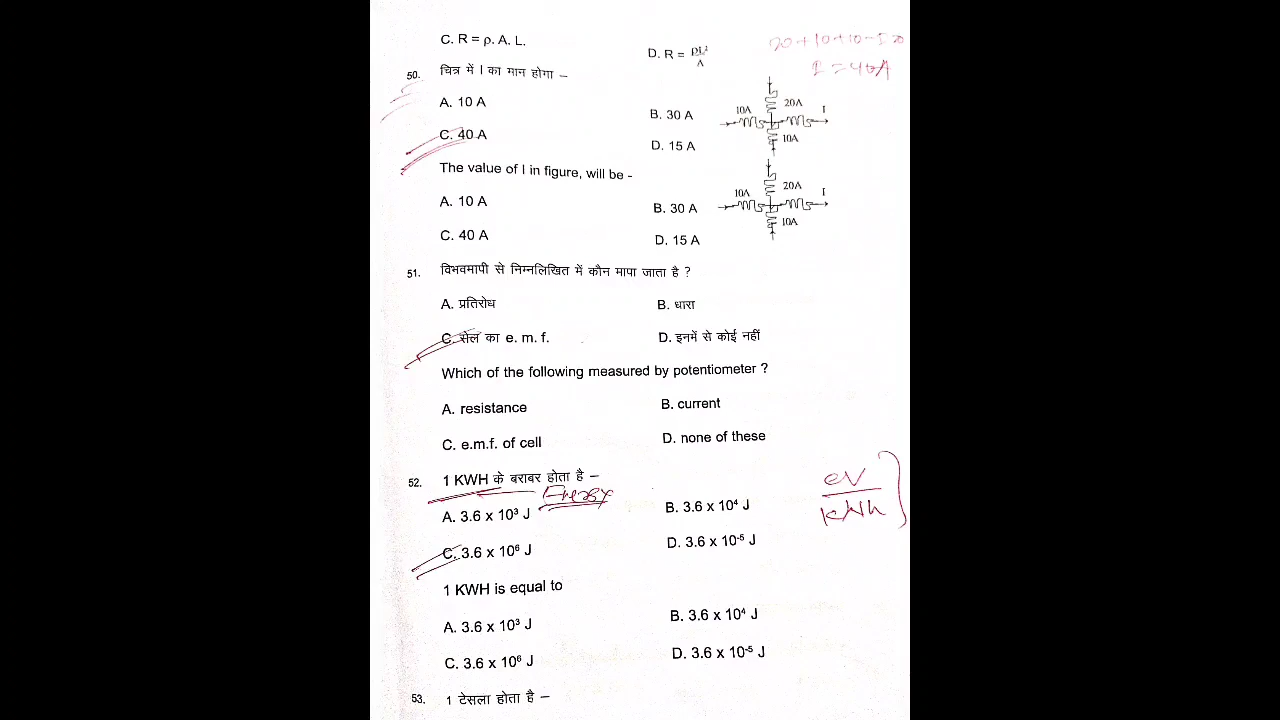 C. R = ρ. A. L.
D. R = ρL²/A
20+10+10-I=0
I = 40A
50. चित्र में I का मान होगा –
A. 10 A
B. 30 A
C. 40 A
D. 15 A
10A 20A I
10A
The value of I in figure, will be -
A. 10 A
B. 30 A
C. 40 A
D. 15 A
10A 20A I
10A
51. विभवमापी से निम्नलिखित में कौन मापा जाता है ?
A. प्रतिरोध
B. धारा
C. सेल का e. m. f.
D. इनमें से कोई नहीं
Which of the following measured by potentiometer ?
A. resistance
B. current
C. e.m.f. of cell
D. none of these
52. 1 KWH के बराबर होता है –
Energy
eV
kWh
A. 3.6 x 10³ J
B. 3.6 x 10⁴ J
C. 3.6 x 10⁶ J
D. 3.6 x 10⁻⁵ J
1 KWH is equal to
A. 3.6 x 10³ J
B. 3.6 x 10⁴ J
C. 3.6 x 10⁶ J
D. 3.6 x 10⁻⁵ J
53. 1 टेसला होता है –